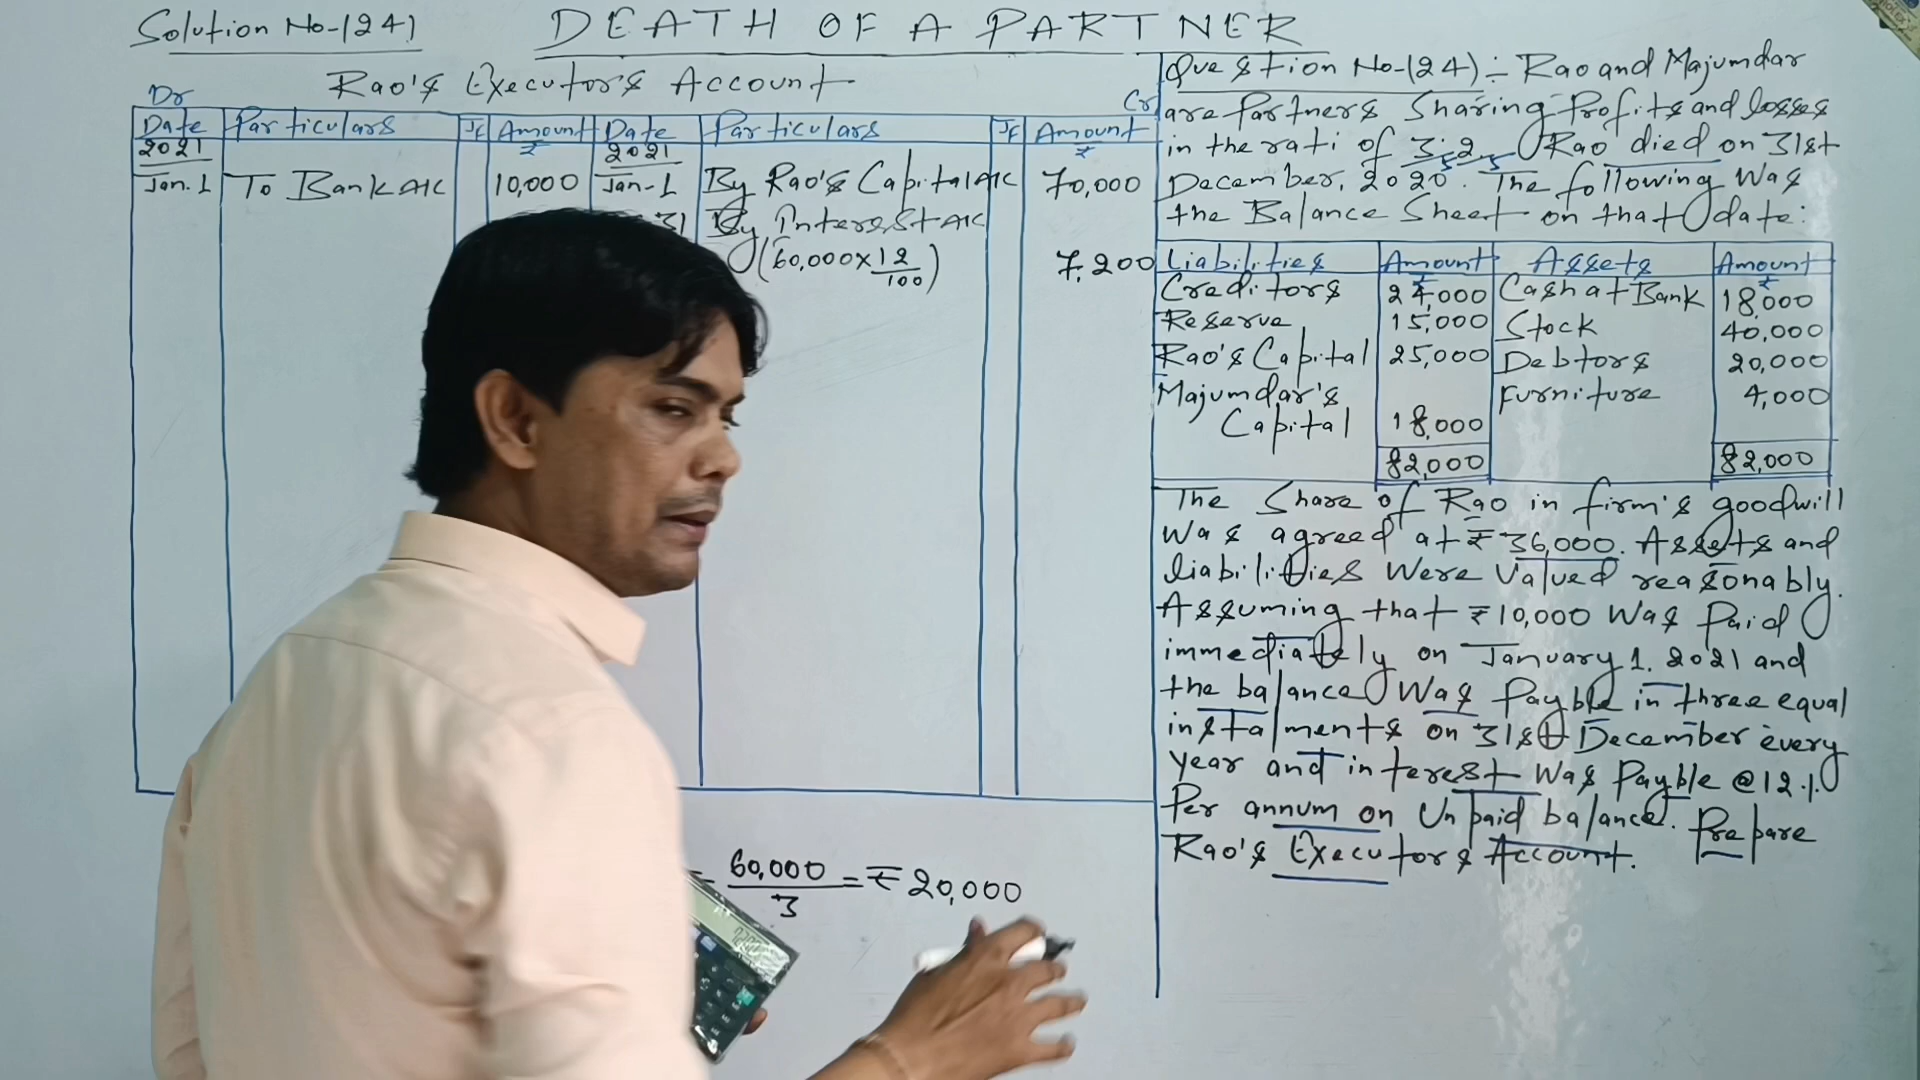 Solution No-(24)
DEATH OF A PARTNER
Rao's Executor's Account
Dr
Cr
Date Particulars JF Amount Date Particulars JF Amount
₹ ₹
2021 2021
Jan.1 To Bank A/C 10,000 Jan-1 By Rao's Capital A/C 70,000
31 By Interest A/C
(60,000×12/100) 7,200
60,000/3 = ₹ 20,000
Question No-(24):- Rao and Majumdar
are Partners Sharing Profits and losses
in the rati of 3:2. Rao died on 31st
5 5
December, 2020. The following Was
the Balance Sheet on that date:
Liabilities Amount Assets Amount
₹ ₹
Creditors 24,000 Cash at Bank 18,000
Reserve 15,000 Stock 40,000
Rao's Capital 25,000 Debtors 20,000
Majumdar's Furniture 4,000
Capital 18,000
82,000 82,000
The Share of Rao in firm's goodwill
Was agreed at ₹ 36,000. Assets and
liabilities Were Valued reasonably.
Assuming that ₹ 10,000 Was Paid
immediately on January 1, 2021 and
the balance Was Payble in three equal
instalments on 31st December every
year and interest Was Payble @ 12%
Per annum on Unpaid balance. Prepare
Rao's Executors Account.